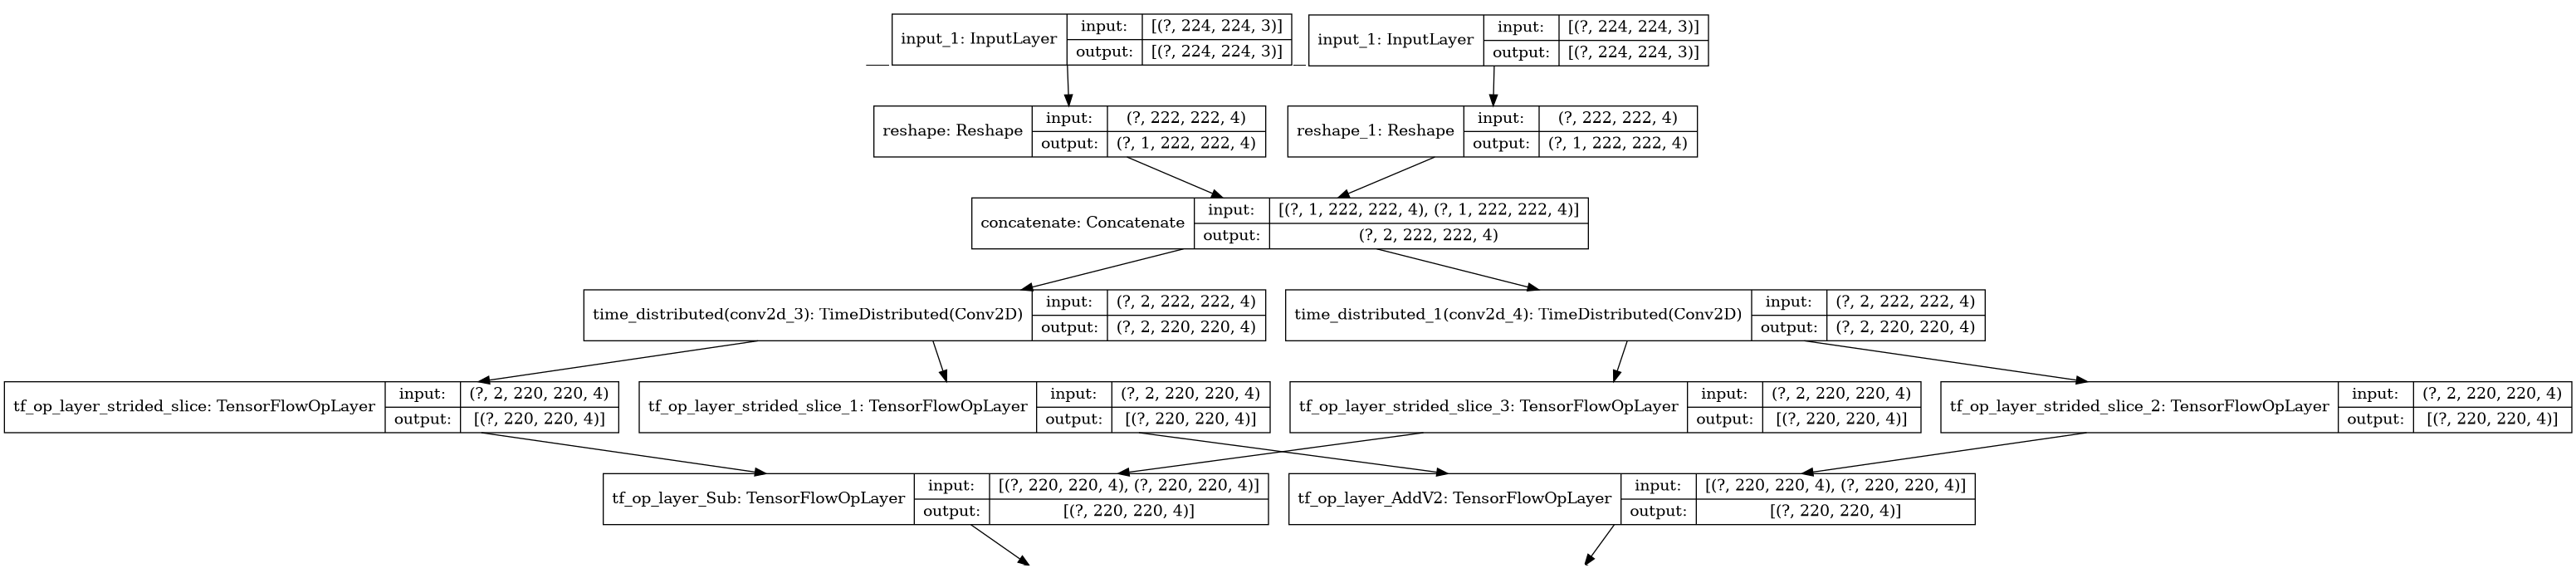 input_1: InputLayer
input:
[(?, 224, 224, 3)]
output:
[(?, 224, 224, 3)]
input_1: InputLayer
input:
[(?, 224, 224, 3)]
output:
[(?, 224, 224, 3)]
reshape: Reshape
input:
(?, 222, 222, 4)
output:
(?, 1, 222, 222, 4)
reshape_1: Reshape
input:
(?, 222, 222, 4)
output:
(?, 1, 222, 222, 4)
concatenate: Concatenate
input:
[(?, 1, 222, 222, 4), (?, 1, 222, 222, 4)]
output:
(?, 2, 222, 222, 4)
time_distributed(conv2d_3): TimeDistributed(Conv2D)
input:
(?, 2, 222, 222, 4)
output:
(?, 2, 220, 220, 4)
time_distributed_1(conv2d_4): TimeDistributed(Conv2D)
input:
(?, 2, 222, 222, 4)
output:
(?, 2, 220, 220, 4)
tf_op_layer_strided_slice: TensorFlowOpLayer
input:
(?, 2, 220, 220, 4)
output:
[(?, 220, 220, 4)]
tf_op_layer_strided_slice_1: TensorFlowOpLayer
input:
(?, 2, 220, 220, 4)
output:
[(?, 220, 220, 4)]
tf_op_layer_strided_slice_3: TensorFlowOpLayer
input:
(?, 2, 220, 220, 4)
output:
[(?, 220, 220, 4)]
tf_op_layer_strided_slice_2: TensorFlowOpLayer
input:
(?, 2, 220, 220, 4)
output:
[(?, 220, 220, 4)]
tf_op_layer_Sub: TensorFlowOpLayer
input:
[(?, 220, 220, 4), (?, 220, 220, 4)]
output:
[(?, 220, 220, 4)]
tf_op_layer_AddV2: TensorFlowOpLayer
input:
[(?, 220, 220, 4), (?, 220, 220, 4)]
output:
[(?, 220, 220, 4)]